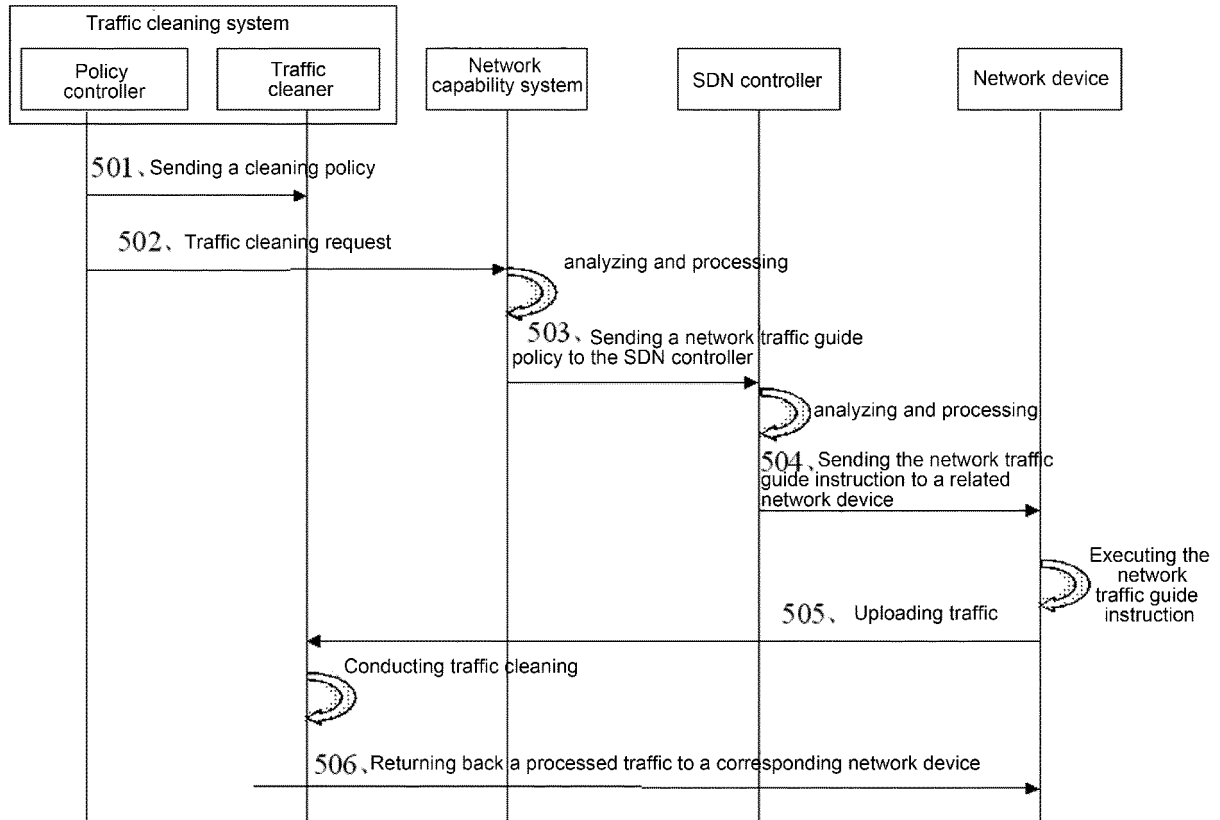 Traffic cleaning system
Policy
controller
Traffic
cleaner
Network
capability system
SDN controller
Network device
501、Sending a cleaning policy
502、Traffic cleaning request
analyzing and processing
503、Sending a network traffic guide
policy to the SDN controller
analyzing and processing
504、Sending the network traffic
guide instruction to a related
network device
Executing the
network
traffic guide
instruction
505、Uploading traffic
Conducting traffic cleaning
506、Returning back a processed traffic to a corresponding network device